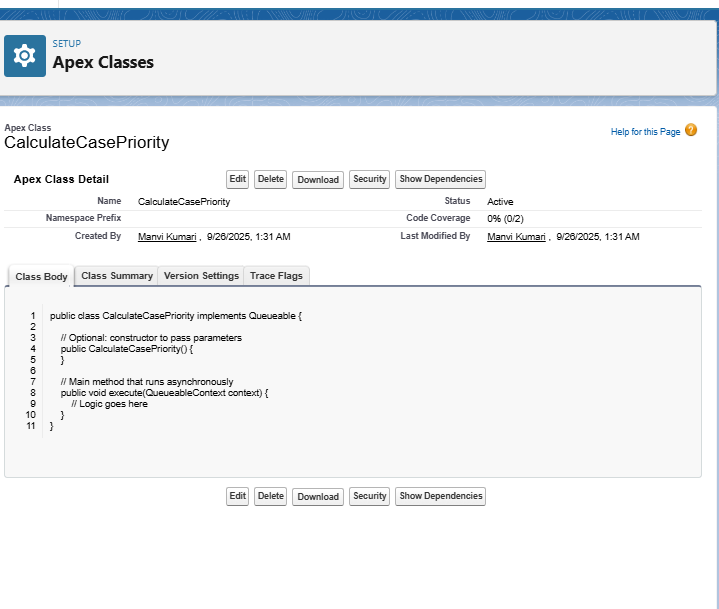 SETUP
Apex Classes
Apex Class
CalculateCasePriority
Help for this Page ?
Apex Class Detail Edit Delete Download Security Show Dependencies
Name CalculateCasePriority Status Active
Namespace Prefix Code Coverage 0% (0/2)
Created By Manvi Kumari , 9/26/2025, 1:31 AM Last Modified By Manvi Kumari , 9/26/2025, 1:31 AM
Class Body Class Summary Version Settings Trace Flags
1 public class CalculateCasePriority implements Queueable {
2
3 // Optional: constructor to pass parameters
4 public CalculateCasePriority() {
5 }
6
7 // Main method that runs asynchronously
8 public void execute(QueueableContext context) {
9 // Logic goes here
10 }
11 }
Edit Delete Download Security Show Dependencies